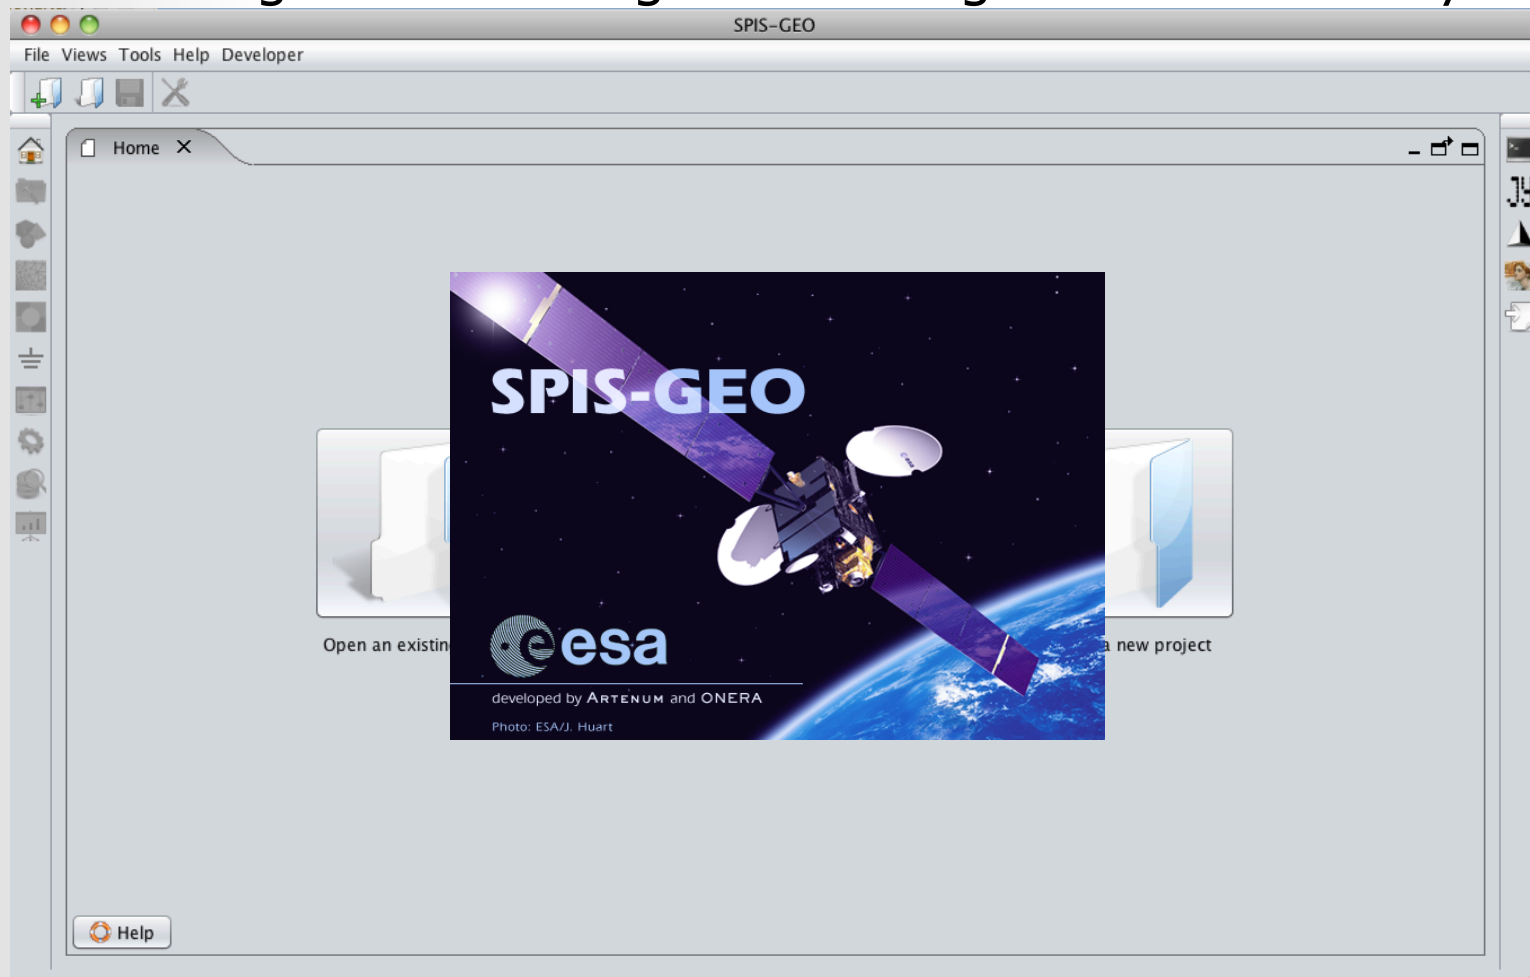 SPIS-GEO
File Views Tools Help Developer
Home
SPIS-GEO
esa
Open an existin
a new project
esa
developed by ARTENUM and ONERA
Photo: ESA/J. Huart
Help